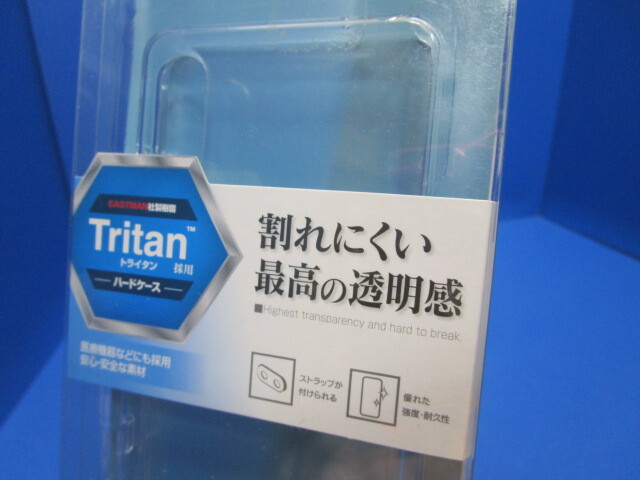 EASTMAN社製樹脂
Tritan™
トライタン 採用
ハードケース
医療機器などにも採用
安心・安全な素材
割れにくい
最高の透明感
■Highest transparency and hard to break.
ストラップが
付けられる
優れた
強度・耐久性